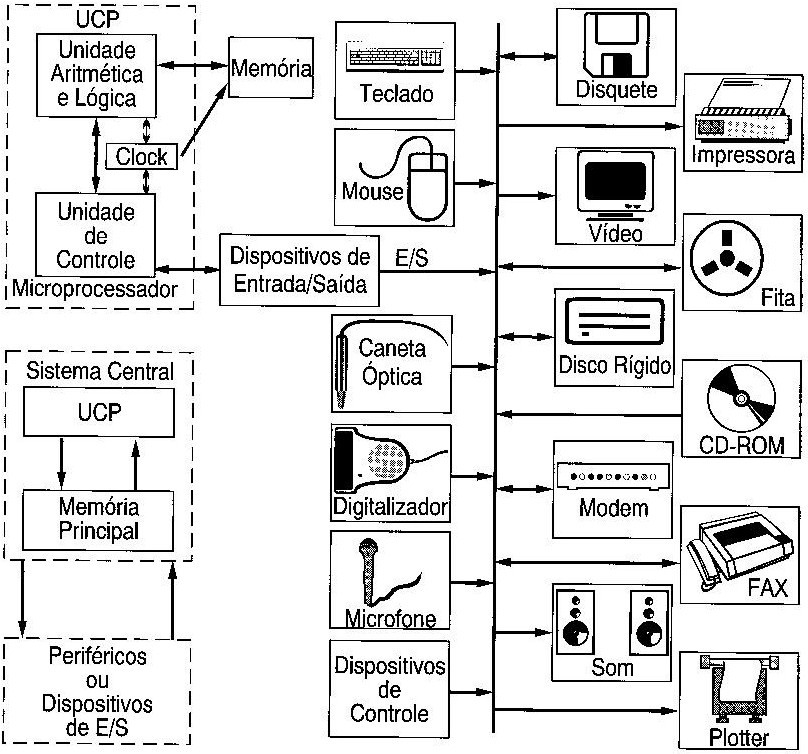 UCP
Unidade
Aritmética
e Lógica
Memória
Clock
Unidade
de
Controle
Microprocessador
Dispositivos de
Entrada/Saída
E/S
Sistema Central
UCP
Memória
Principal
Periféricos
ou
Dispositivos
de E/S
Teclado
Mouse
Caneta
Óptica
Digitalizador
Microfone
Dispositivos
de
Controle
Disquete
Impressora
Vídeo
Fita
Disco Rígido
CD-ROM
Modem
FAX
Som
Plotter